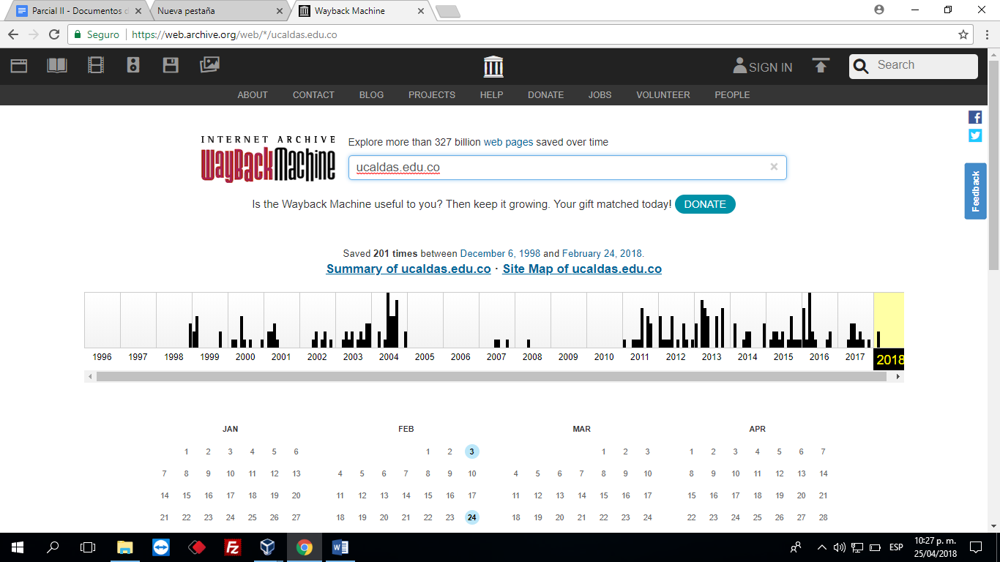 Parcial II - Documentos d
Nueva pestaña
Wayback Machine
Seguro
https://web.archive.org/web/*/ucaldas.edu.co
SIGN IN
Search
ABOUT CONTACT BLOG PROJECTS HELP DONATE JOBS VOLUNTEER PEOPLE
INTERNET ARCHIVE
WayBackMachine
Explore more than 327 billion web pages saved over time
ucaldas.edu.co
Is the Wayback Machine useful to you? Then keep it growing. Your gift matched today! DONATE
Feedback
Saved 201 times between December 6, 1998 and February 24, 2018.
Summary of ucaldas.edu.co · Site Map of ucaldas.edu.co
1996 1997 1998 1999 2000 2001 2002 2003 2004 2005 2006 2007 2008 2009 2010 2011 2012 2013 2014 2015 2016 2017 2018
JAN FEB MAR APR
1 2 3 4 5 6 1 2 3 1 2 3 1 2 3 4 5 6 7
7 8 9 10 11 12 13 4 5 6 7 8 9 10 4 5 6 7 8 9 10 8 9 10 11 12 13 14
14 15 16 17 18 19 20 11 12 13 14 15 16 17 11 12 13 14 15 16 17 15 16 17 18 19 20 21
21 22 23 24 25 26 27 18 19 20 21 22 23 24 18 19 20 21 22 23 24 22 23 24 25 26 27 28
ESP
10:27 p. m.
25/04/2018